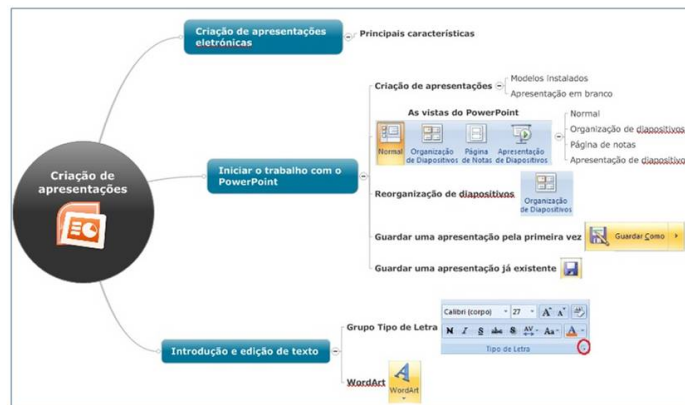 Criação de apresentações
eletrónicas
Principais características
Criação de
apresentações
Iniciar o trabalho com o
PowerPoint
Criação de apresentações
Modelos Instalados
Apresentação em branco
As vistas do PowerPoint
Normal
Organização
de Diapositivos
Página
de Notas
Apresentação
de Diapositivos
Normal
Organização de diapositivos
Página de notas
Apresentação de diapositivo
Reorganização de diapositivos
Organização
de Diapositivos
Guardar uma apresentação pela primeira vez
Guardar Como
Guardar uma apresentação já existente
Introdução e edição de texto
Grupo Tipo de Letra
Calibri (corpo) 27 A A
N I S abc S AV Aa A
Tipo de Letra
WordArt
A
WordArt